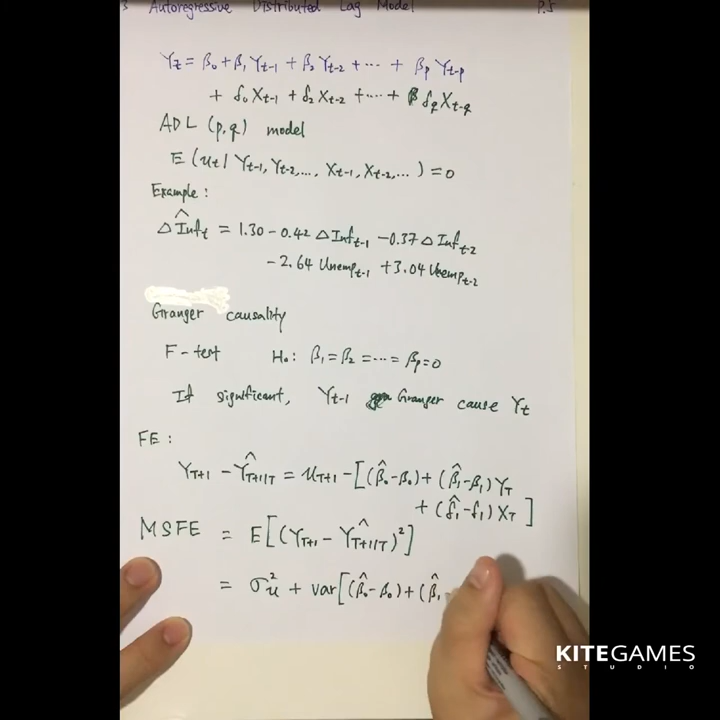 3 Autoregressive Distributed Lag Model P.5
Yt = β₀ + β₁ Yt-1 + β₂ Yt-2 + ··· + βp Yt-p
+ δ₀ Xt-1 + δ₂ Xt-2 + ··· + δq Xt-q
ADL (p,q) model
E (ut | Yt-1, Yt-2, ..., Xt-1, Xt-2, ...) = 0
Example:
Δ Înft = 1.30 - 0.42 Δ Inft-1 - 0.37 Δ Inft-2
- 2.64 Unempt-1 + 3.04 Unempt-2
Granger causality
F-test H₀: β₁ = β₂ = ··· = βp = 0
If significant, Yt-1 Granger cause Yt
FE:
YT+1 - ŶT+1|T = uT+1 - [(β̂₀-β₀) + (β̂₁-β₁) YT
+ (δ̂₁-δ₁) XT ]
MSFE = E[(YT+1 - ŶT+1|T)²]
= σu² + var[(β̂₀-β₀) + (β̂₁
KITEGAMES
STUDIO